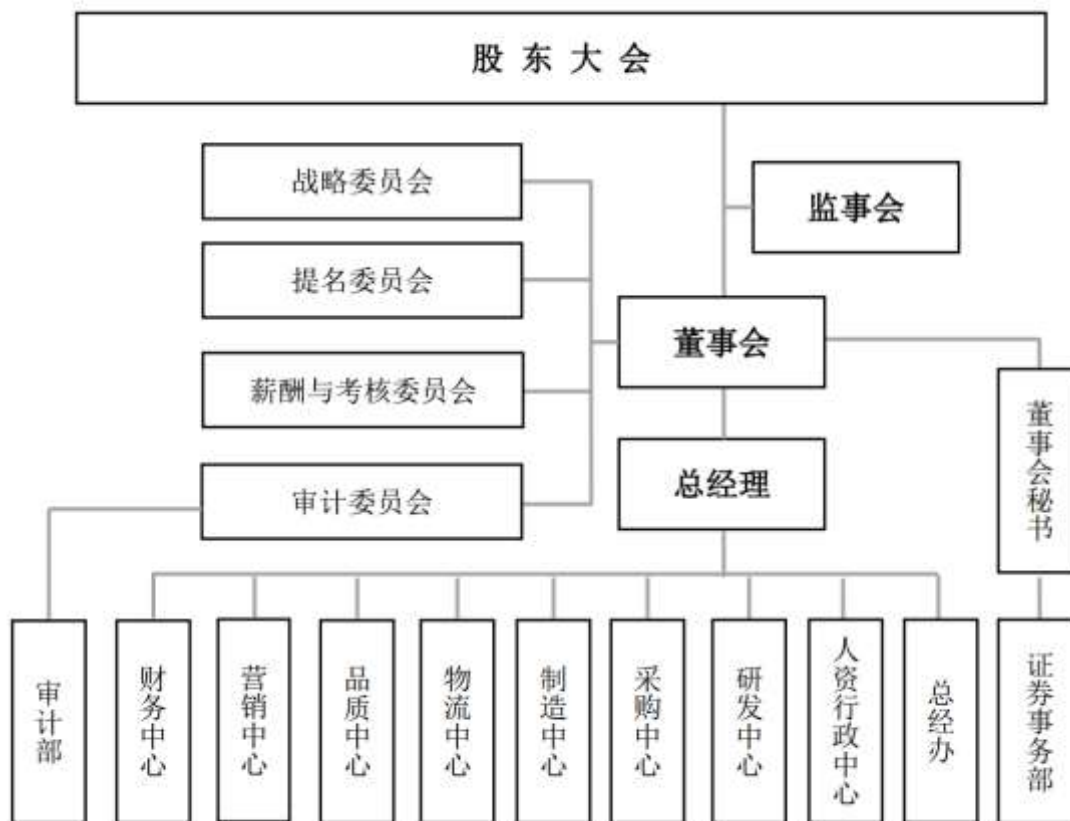 股东大会
战略委员会
监事会
提名委员会
董事会
薪酬与考核委员会
董事会秘书
总经理
审计委员会
审计部
财务中心
营销中心
品质中心
物流中心
制造中心
采购中心
研发中心
人资行政中心
总经办
证券事务部